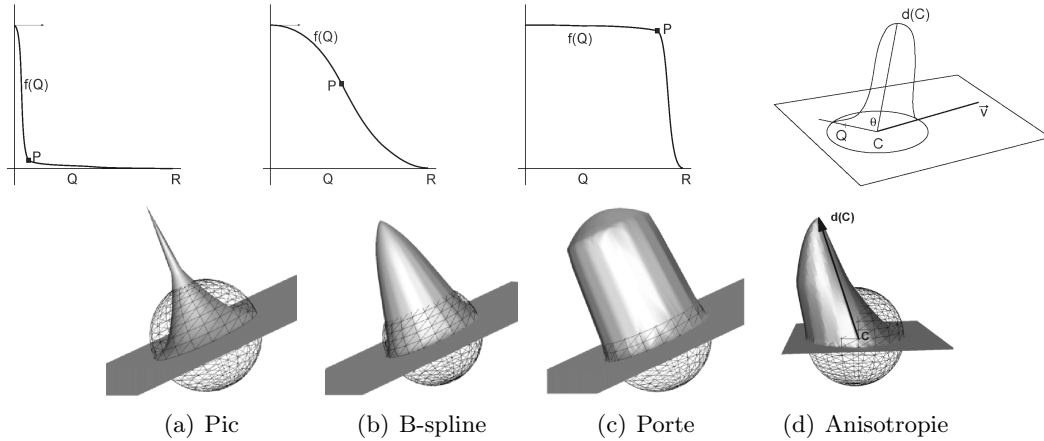 f(Q)
P
Q
R
f(Q)
P
Q
R
f(Q)
P
Q
R
d(C)
θ
Q
C
V
d(C)
C
(a) Pic
(b) B-spline
(c) Porte
(d) Anisotropie